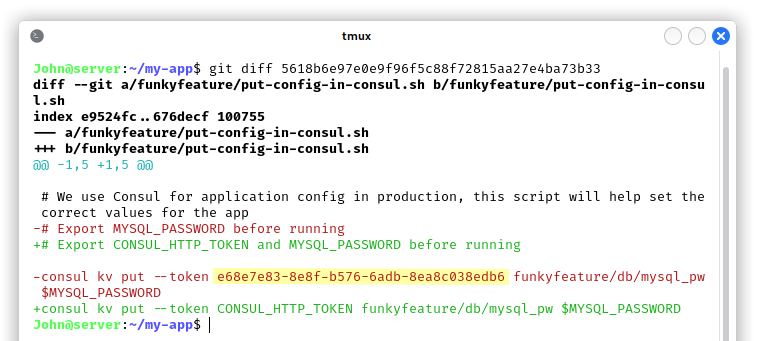 tmux
John@server:~/my-app$ git diff 5618b6e97e0e9f96f5c88f72815aa27e4ba73b33
diff --git a/funkyfeature/put-config-in-consul.sh b/funkyfeature/put-config-in-consu
l.sh
index e9524fc..676decf 100755
--- a/funkyfeature/put-config-in-consul.sh
+++ b/funkyfeature/put-config-in-consul.sh
@@ -1,5 +1,5 @@
# We use Consul for application config in production, this script will help set the
correct values for the app
-# Export MYSQL_PASSWORD before running
+# Export CONSUL_HTTP_TOKEN and MYSQL_PASSWORD before running
-consul kv put --token e68e7e83-8e8f-b576-6adb-8ea8c038edb6 funkyfeature/db/mysql_pw
$MYSQL_PASSWORD
+consul kv put --token CONSUL_HTTP_TOKEN funkyfeature/db/mysql_pw $MYSQL_PASSWORD
John@server:~/my-app$